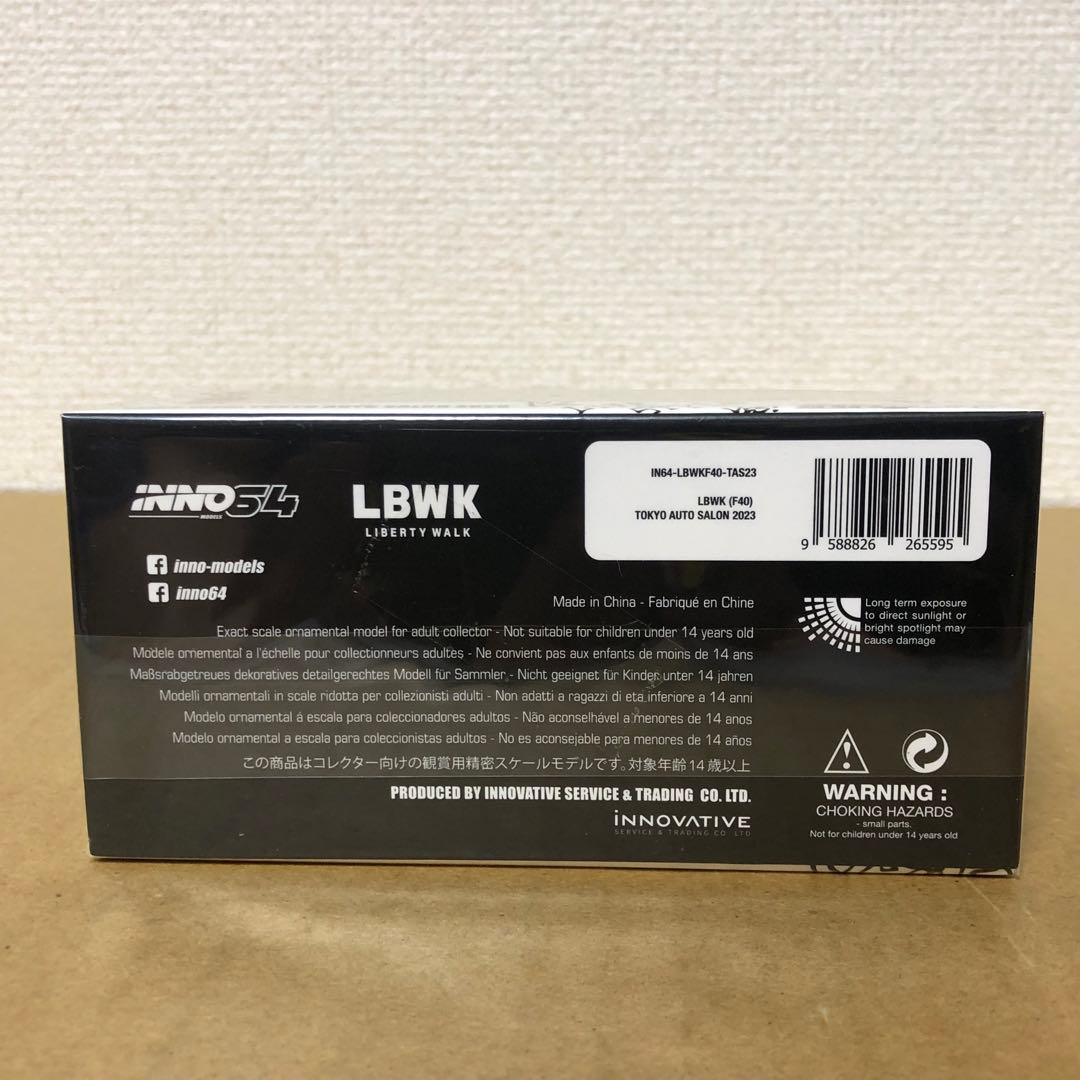 INNO64
MODELS
LBWK
LIBERTY WALK
inno-models
inno64
IN64-LBWKF40-TAS23
LBWK (F40)
TOKYO AUTO SALON 2023
9 588826 265595
Made in China - Fabriqué en Chine
Long term exposure
to direct sunlight or
bright spotlight may
cause damage
Exact scale ornamental model for adult collector - Not suitable for children under 14 years old
Modele ornemental a l'échelle pour collectionneurs adultes - Ne convient pas aux enfants de moins de 14 ans
Maßsrabgetreues dekoratives detailgerechtes Modell für Sammler - Nicht geeignet für Kinder unter 14 jahren
Modelli ornamentali in scale ridotta per collezionisti adulti - Non adatti a ragazzi di eta inferiore a 14 anni
Modelo ornamental á escala para coleccionadores adultos - Não aconselhável a menores de 14 anos
Modelo ornamental a escala para coleccionistas adultos - No es aconsejable para menores de 14 años
この商品はコレクター向けの観賞用精密スケールモデルです。対象年齢14歳以上
PRODUCED BY INNOVATIVE SERVICE & TRADING CO. LTD.
INNOVATIVE
SERVICE & TRADING CO LTD
WARNING :
CHOKING HAZARDS
- small parts.
Not for children under 14 years old